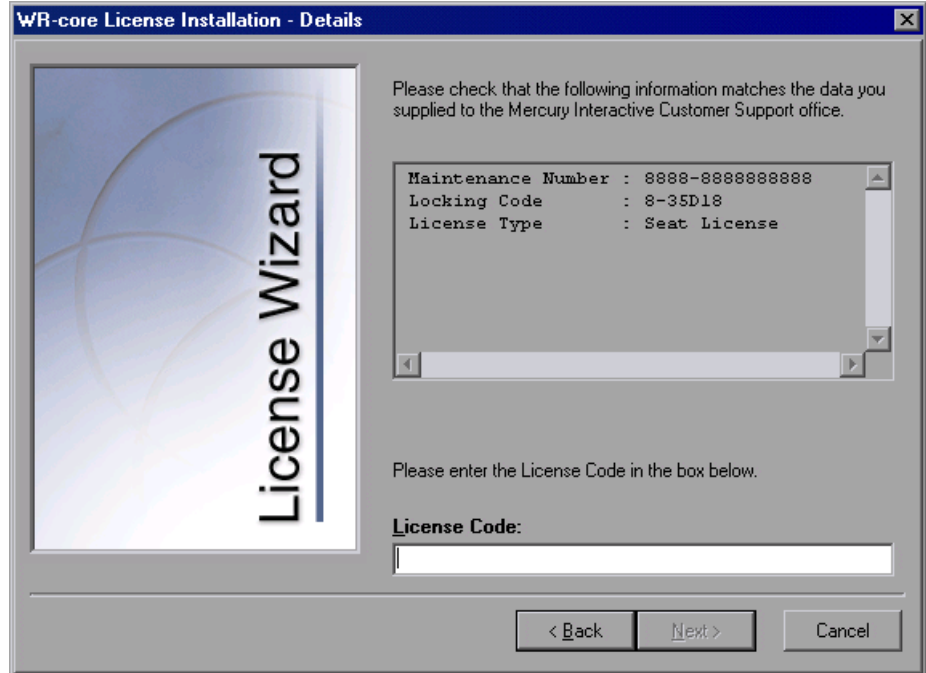 WR-core License Installation - Details
License Wizard
Please check that the following information matches the data you
supplied to the Mercury Interactive Customer Support office.
Maintenance Number : 8888-8888888888
Locking Code : 8-35D18
License Type : Seat License
Please enter the License Code in the box below.
License Code:
< Back
Next >
Cancel